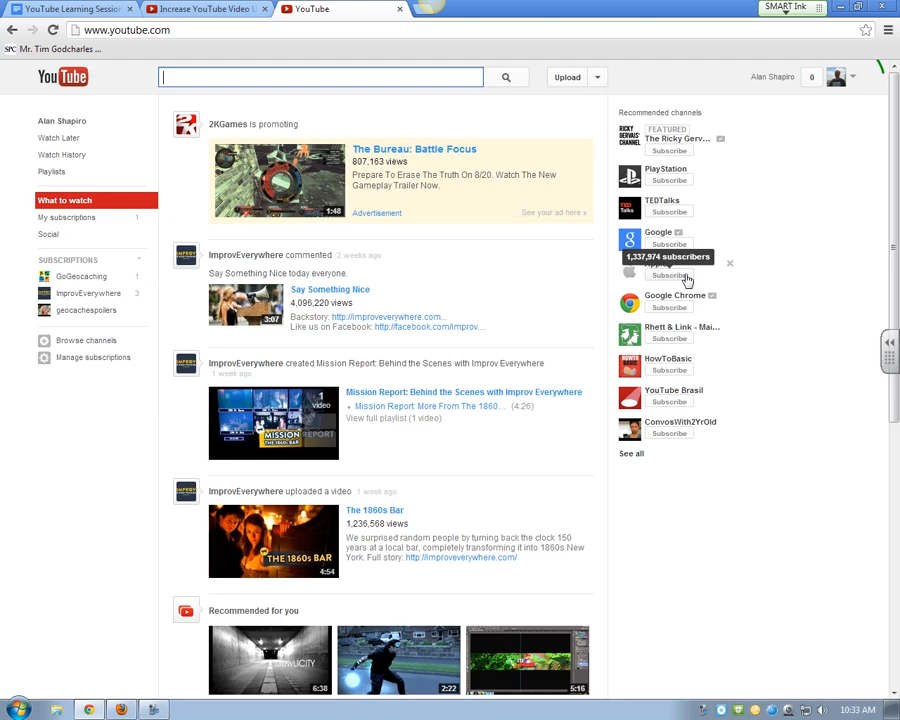 YouTube Learning Session
Increase YouTube Video U
YouTube
SMART Ink
www.youtube.com
SPC Mr. Tim Godcharles ...
YouTube
Upload
Alan Shapiro
0
Alan Shapiro
Watch Later
Watch History
Playlists
What to watch
My subscriptions 1
Social
SUBSCRIPTIONS
GoGeocaching 1
ImprovEverywhere 3
geocachespoilers
Browse channels
Manage subscriptions
2KGames is promoting
The Bureau: Battle Focus
807,163 views
Prepare To Erase The Truth On 8/20. Watch The New
Gameplay Trailer Now.
1:48
Advertisement
See your ad here »
ImprovEverywhere commented 2 weeks ago
Say Something Nice today everyone.
Say Something Nice
4,096,220 views
Backstory: http://improveverywhere.com...
Like us on Facebook: http://facebook.com/improv....
3:07
ImprovEverywhere created Mission Report: Behind the Scenes with Improv Everywhere
1 week ago
1
video
MISSION REPORT
THE 1860s BAR
Mission Report: Behind the Scenes with Improv Everywhere
• Mission Report: More From The 1860... (4:26)
View full playlist (1 video)
ImprovEverywhere uploaded a video 1 week ago
The 1860s Bar
1,236,568 views
We surprised random people by turning back the clock 150
years at a local bar, completely transforming it into 1860s New
York. Full story: http://improveverywhere.com/
THE 1860s BAR
4:54
Recommended for you
6:38
2:22
5:16
Recommended channels
RICKY
GERVAIS'
CHANNEL
FEATURED
The Ricky Gerv...
Subscribe
PlayStation
Subscribe
TED
Talks
TEDTalks
Subscribe
Google
Subscribe
1,337,974 subscribers
Subscribe
Google Chrome
Subscribe
Rhett & Link - Mai...
Subscribe
HowToBasic
Subscribe
YouTube Brasil
Subscribe
ConvosWith2YrOld
Subscribe
See all
10:33 AM